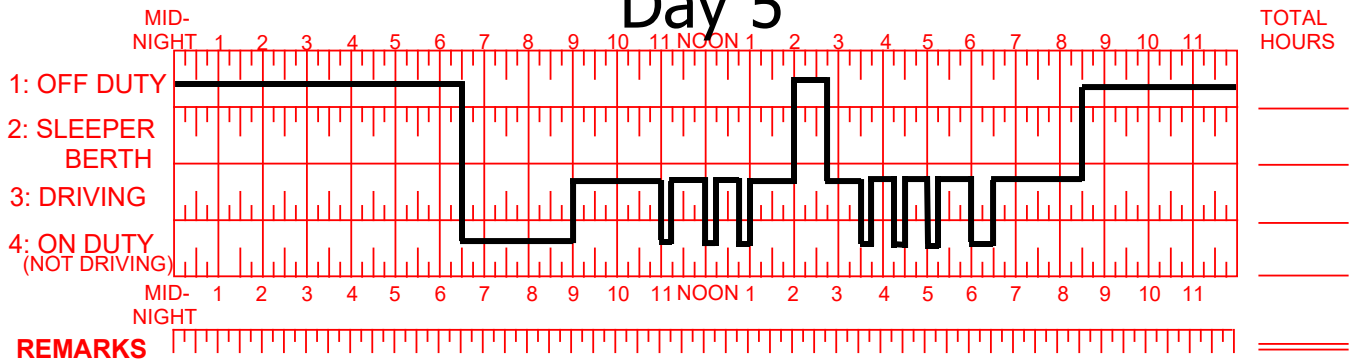 Day 5
MID-
NIGHT 1 2 3 4 5 6 7 8 9 10 11 NOON 1 2 3 4 5 6 7 8 9 10 11
TOTAL
HOURS
1: OFF DUTY
2: SLEEPER
BERTH
3: DRIVING
4: ON DUTY
(NOT DRIVING)
MID-
NIGHT
1 2 3 4 5 6 7 8 9 10 11 NOON 1 2 3 4 5 6 7 8 9 10 11
REMARKS